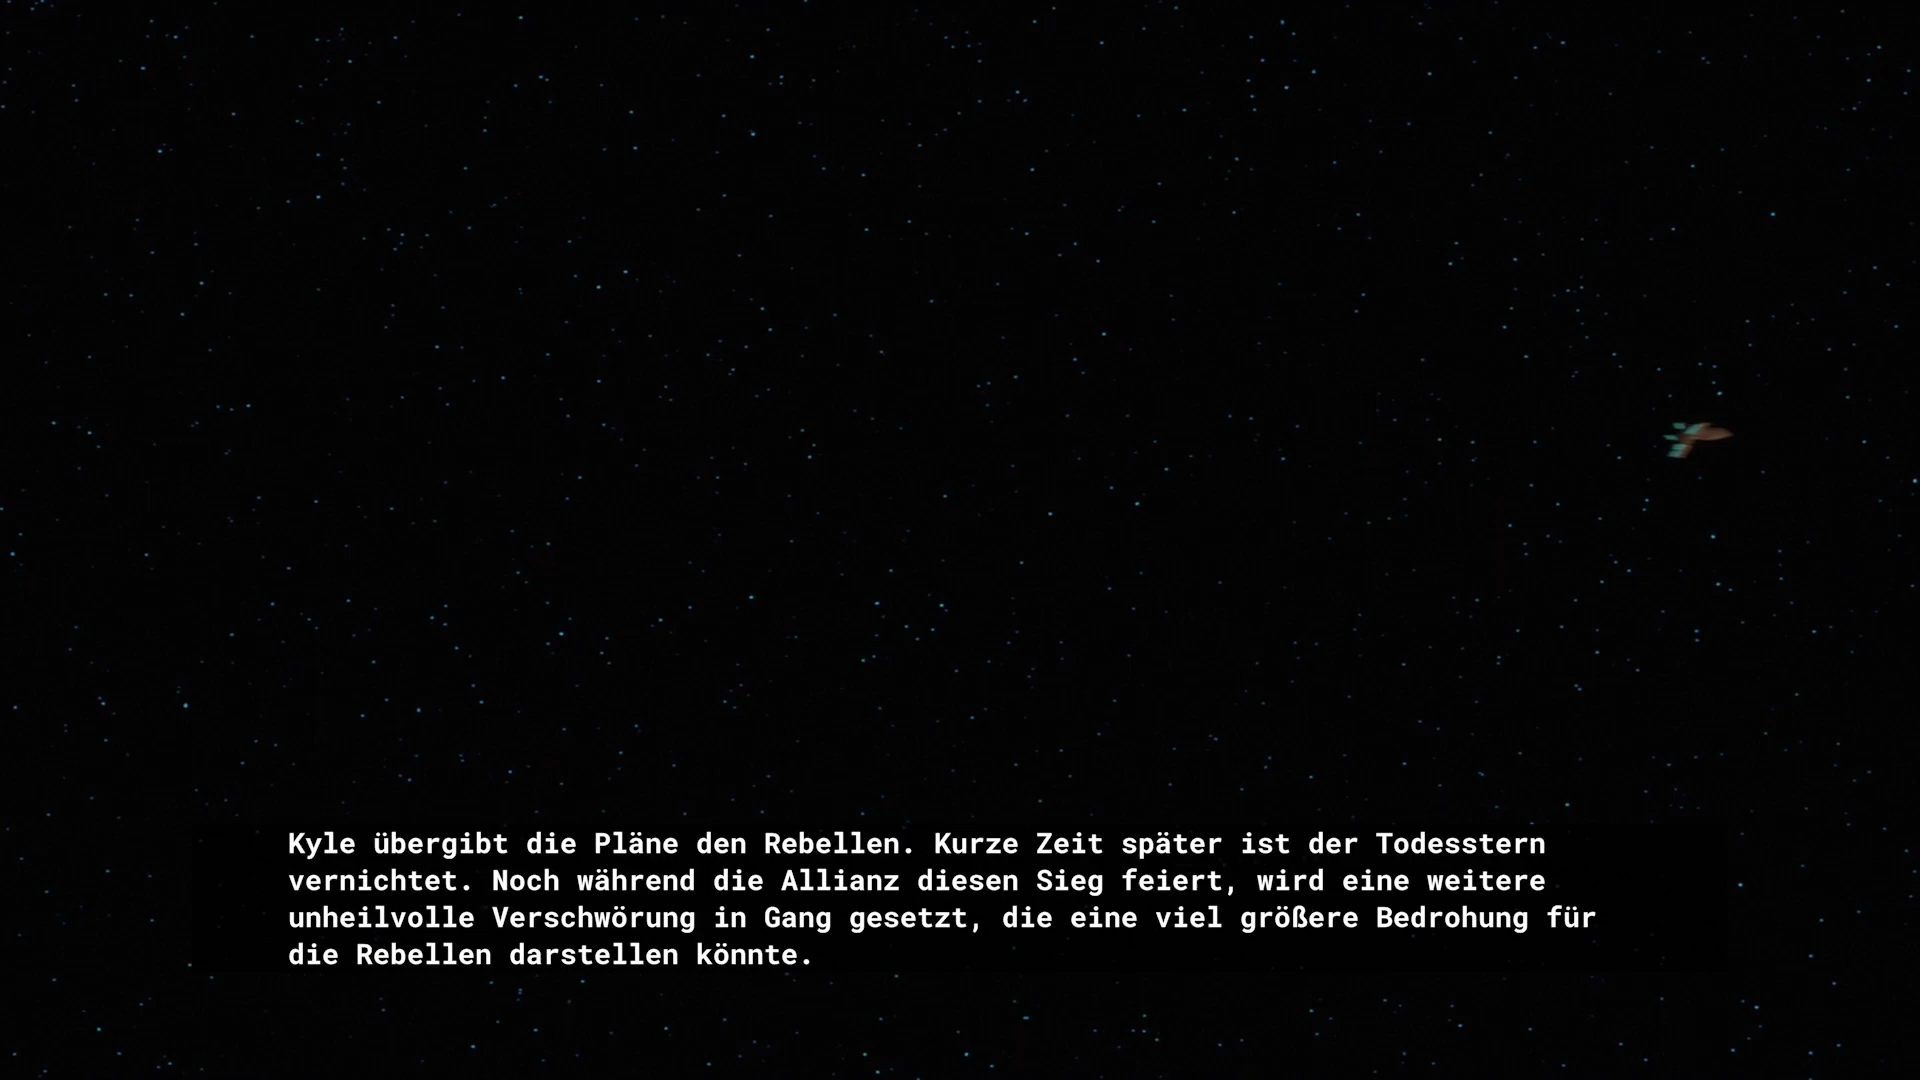 Kyle übergibt die Pläne den Rebellen. Kurze Zeit später ist der Todesstern
vernichtet. Noch während die Allianz diesen Sieg feiert, wird eine weitere
unheilvolle Verschwörung in Gang gesetzt, die eine viel größere Bedrohung für
die Rebellen darstellen könnte.